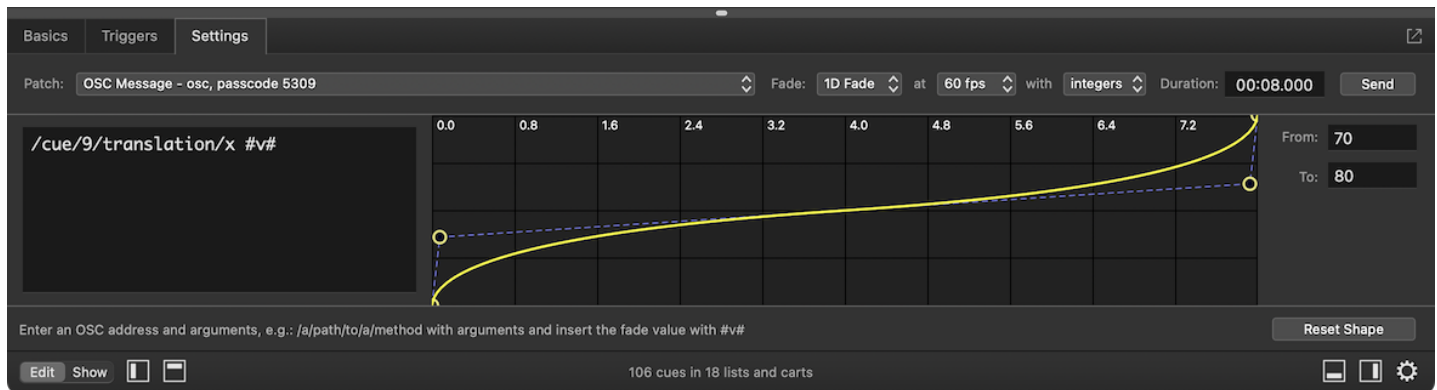 Basics Triggers Settings
Patch: OSC Message - osc, passcode 5309 Fade: 1D Fade at 60 fps with integers Duration: 00:08.000 Send
/cue/9/translation/x #v#
0.0 0.8 1.6 2.4 3.2 4.0 4.8 5.6 6.4 7.2
From: 70
To: 80
Enter an OSC address and arguments, e.g.: /a/path/to/a/method with arguments and insert the fade value with #v#
Reset Shape
Edit Show 106 cues in 18 lists and carts